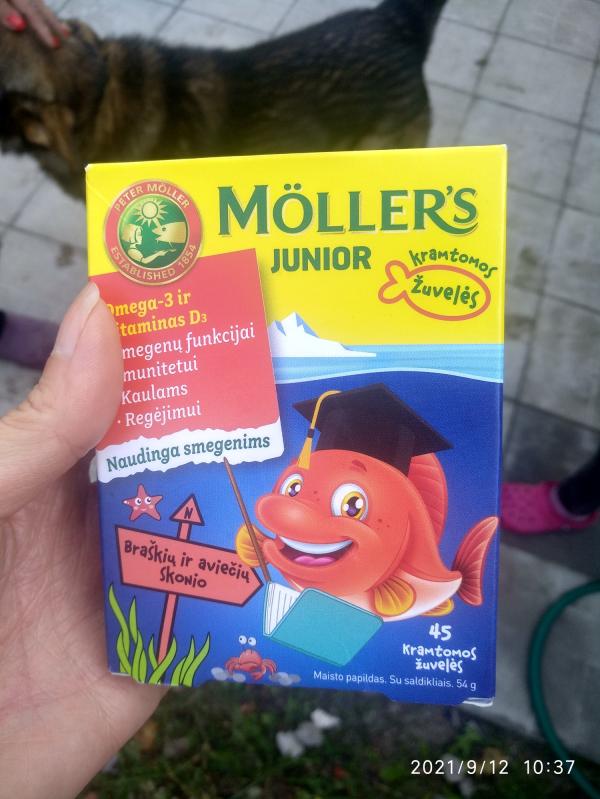 PETER MÖLLER
ESTABLISHED 1854
MÖLLER'S
JUNIOR
kramtomos
žuvelės
Omega-3 ir
itaminas D₃
megenų funkcijai
munitetui
Kaulams
· Regėjimui
Naudinga smegenims
N
Braškių ir aviečių
skonio
45
kramtomos
žuvelės
Maisto papildas. Su saldikliais. 54 g
2021/9/12 10:37